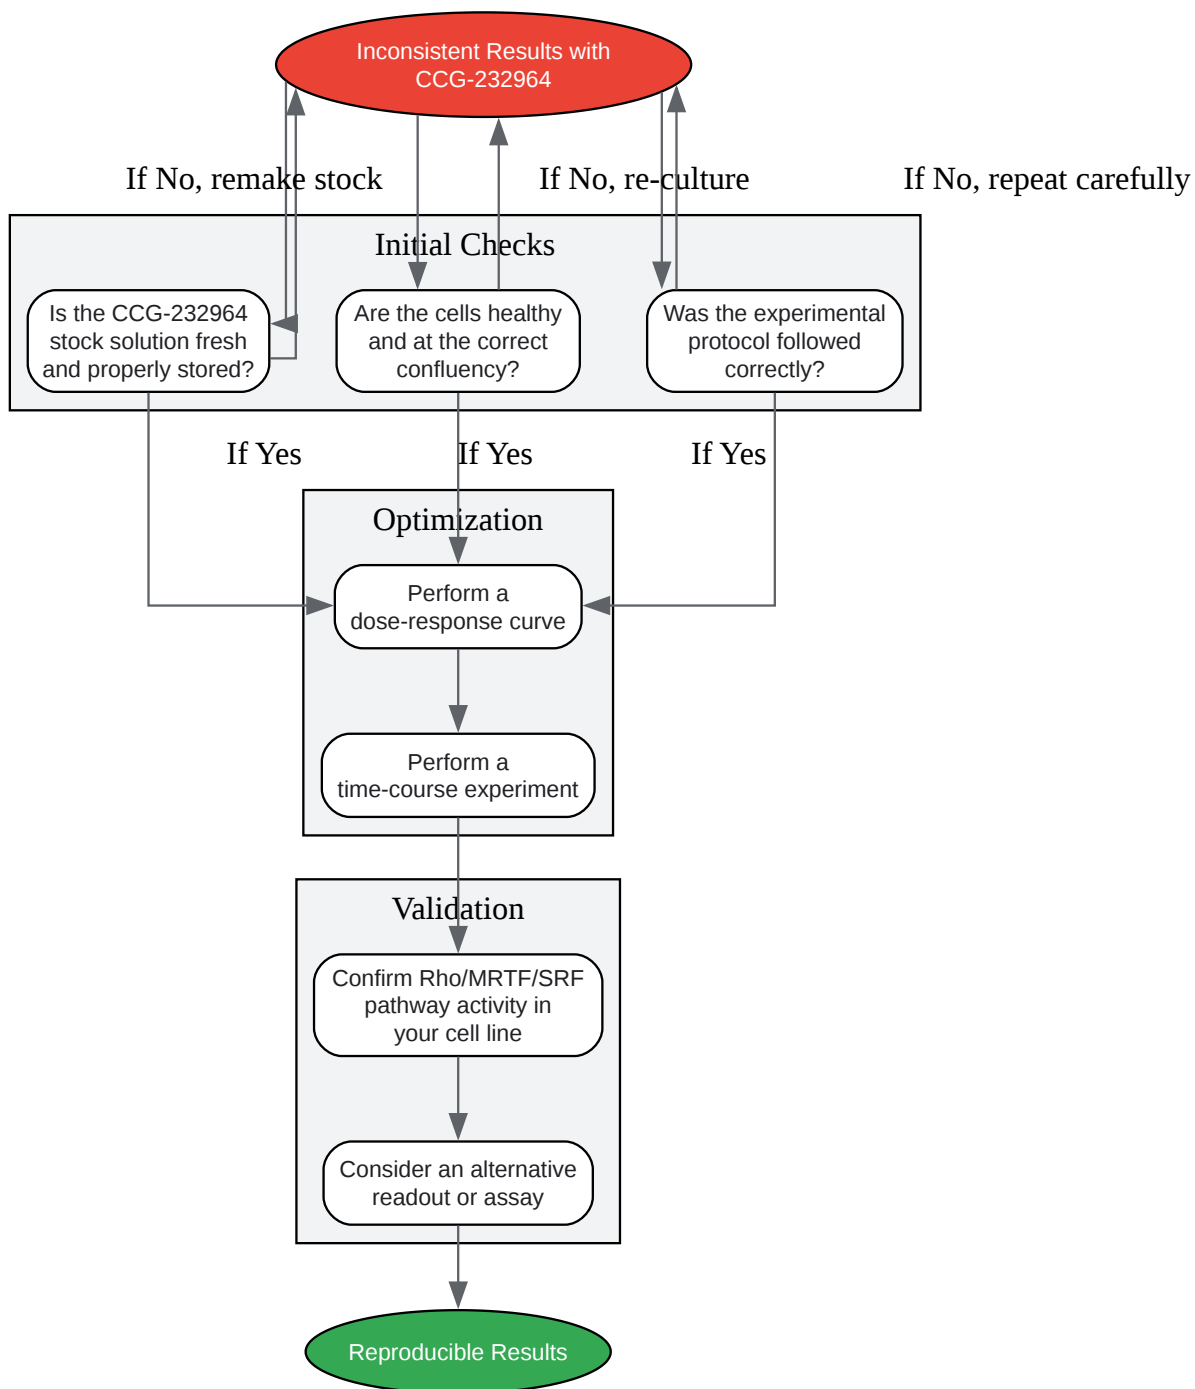 Inconsistent Results with
CCG-232964
If No, remake stock
If No, re-culture
If No, repeat carefully
Initial Checks
Is the CCG-232964
stock solution fresh
and properly stored?
Are the cells healthy
and at the correct
confluency?
Was the experimental
protocol followed
correctly?
If Yes
If Yes
If Yes
Optimization
Perform a
dose-response curve
Perform a
time-course experiment
Validation
Confirm Rho/MRTF/SRF
pathway activity in
your cell line
Consider an alternative
readout or assay
Reproducible Results